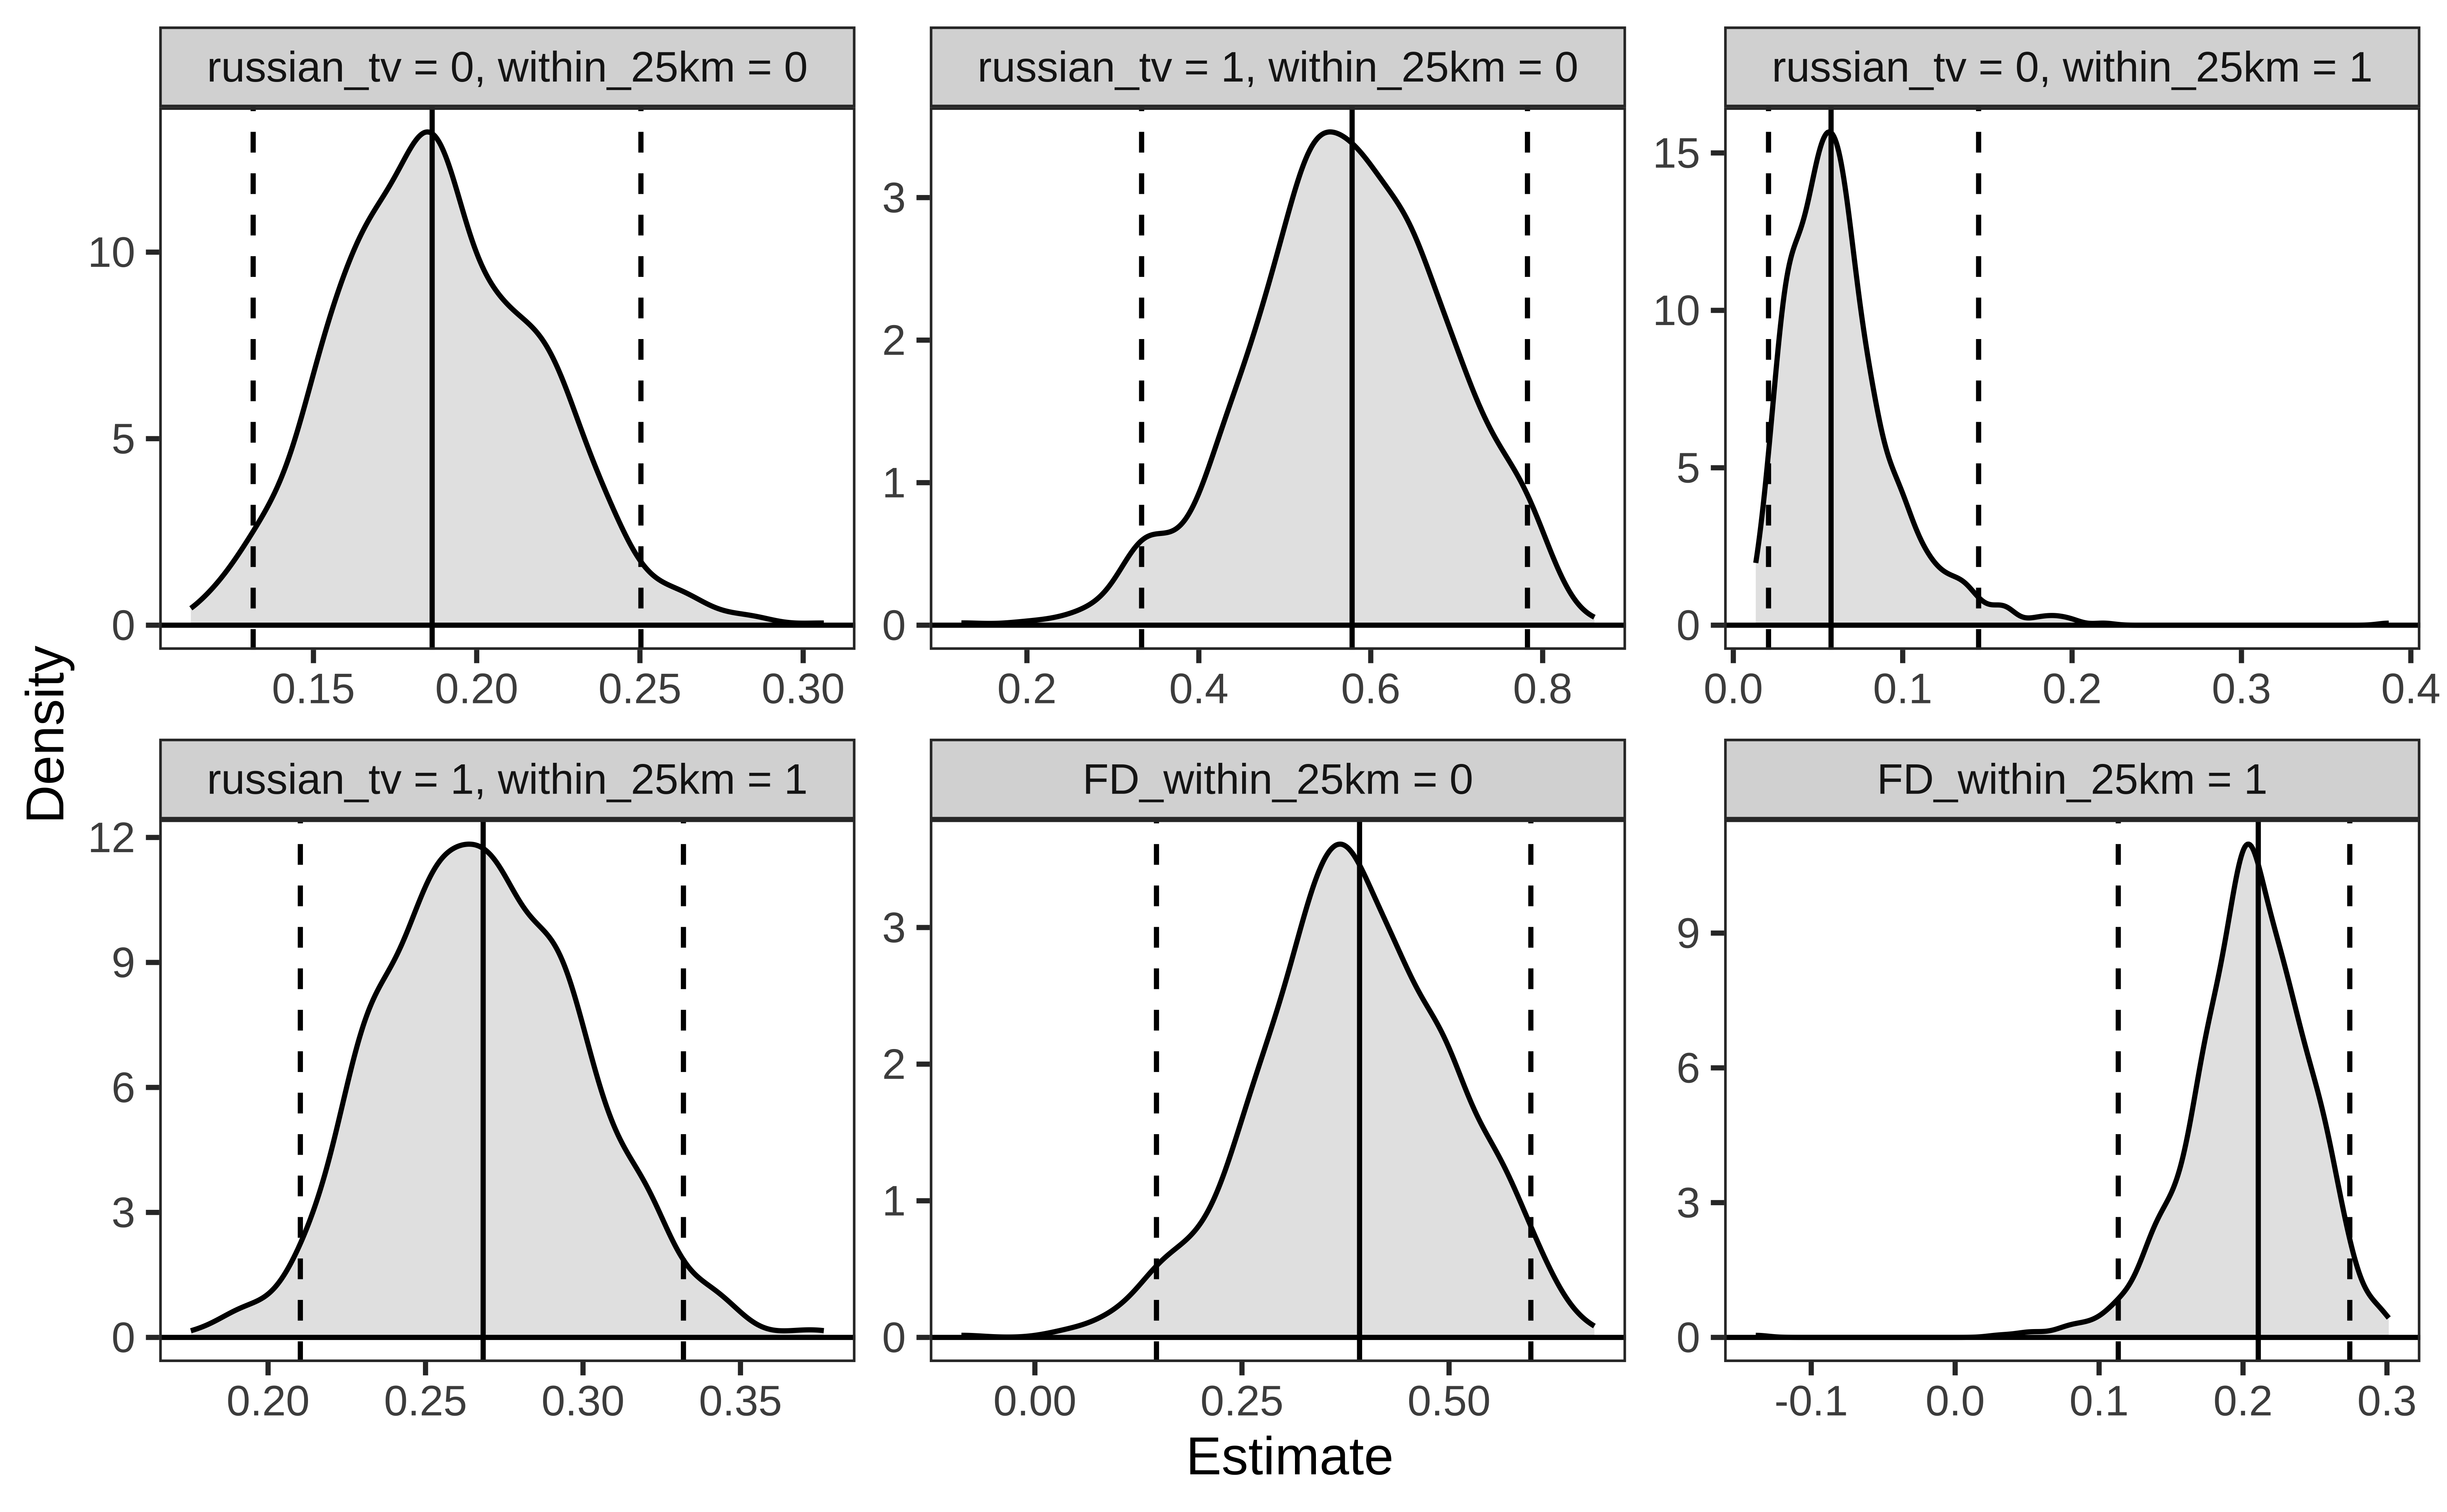 russian_tv = 0, within_25km = 0
russian_tv = 1, within_25km = 0
russian_tv = 0, within_25km = 1
10
5
0
3
2
1
0
15
10
5
0
0.15 0.20 0.25 0.30
0.2 0.4 0.6 0.8
0.0 0.1 0.2 0.3 0.4
Density
russian_tv = 1, within_25km = 1
FD_within_25km = 0
FD_within_25km = 1
12
9
6
3
0
3
2
1
0
9
6
3
0
0.20 0.25 0.30 0.35
0.00 0.25 0.50
-0.1 0.0 0.1 0.2 0.3
Estimate